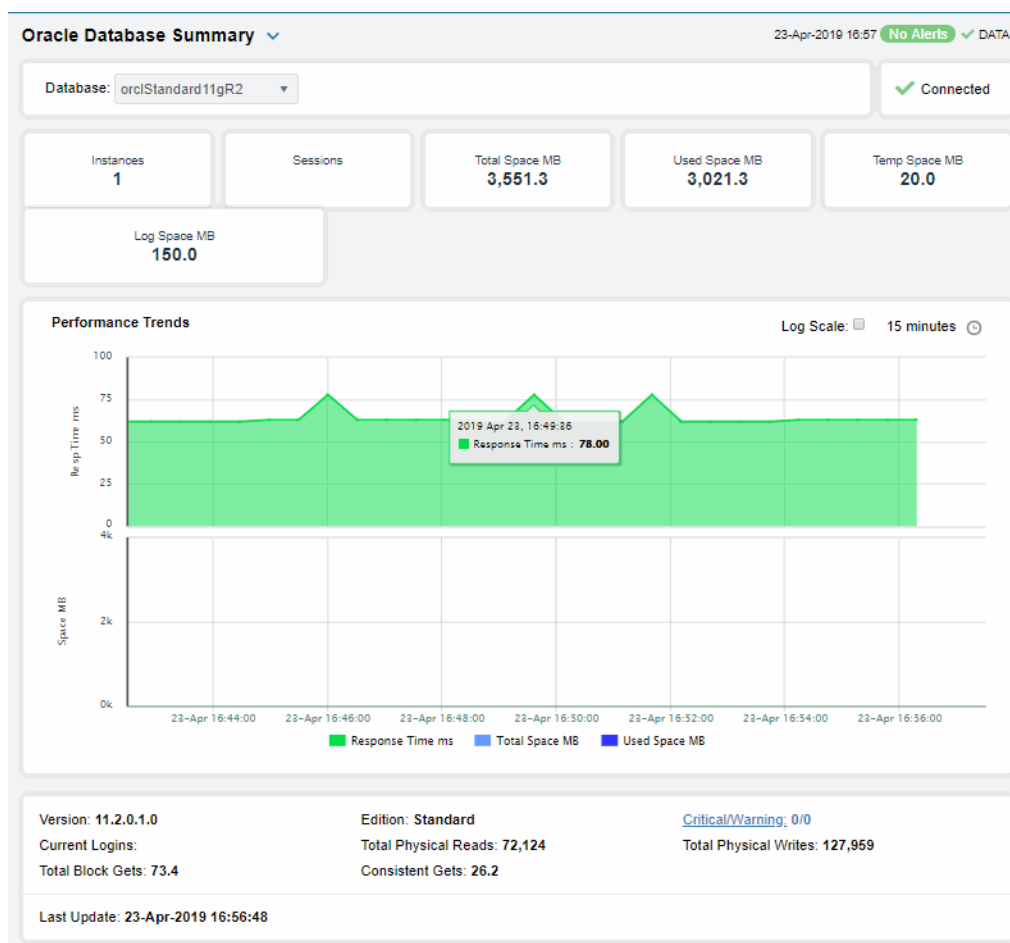 Oracle Database Summary
23-Apr-2019 16:57 No Alerts DATA
Database: orclStandard11gR2
Connected
Instances
1
Sessions
Total Space MB
3,551.3
Used Space MB
3,021.3
Temp Space MB
20.0
Log Space MB
150.0
Performance Trends
Log Scale: 15 minutes
100
75
50
25
0
Resp Time ms
2019 Apr 23, 16:49:36
Response Time ms : 78.00
4k
2k
0k
Space MB
23-Apr 16:44:00 23-Apr 16:46:00 23-Apr 16:48:00 23-Apr 16:50:00 23-Apr 16:52:00 23-Apr 16:54:00 23-Apr 16:56:00
Response Time ms Total Space MB Used Space MB
Version: 11.2.0.1.0 Edition: Standard Critical/Warning: 0/0
Current Logins: Total Physical Reads: 72,124 Total Physical Writes: 127,959
Total Block Gets: 73.4 Consistent Gets: 26.2
Last Update: 23-Apr-2019 16:56:48